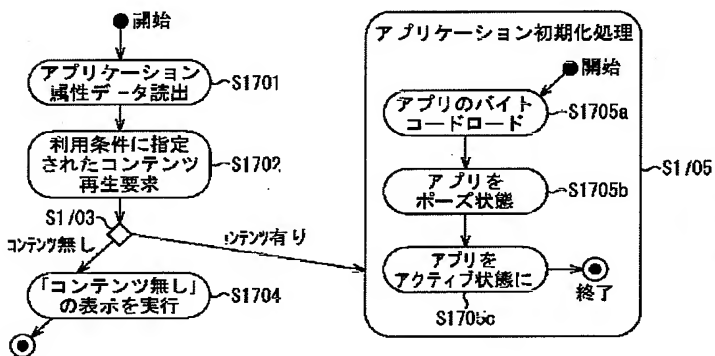 開始
アプリケーション
属性データ読出
S1701
利用条件に指定
されたコンテンツ
再生要求
S1702
S1/03
コンテンツ無し
ンテンツ有り
「コンテンツ無し」
の表示を実行
S1704
アプリケーション初期化処理
開始
アプリのバイト
コードロード
S1705a
アプリを
ポーズ状態
S1705b
アプリを
アクティブ状態に
S1705c
終了
S1/05